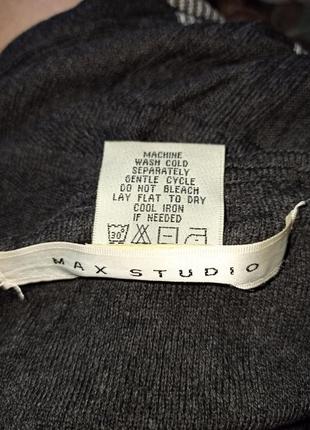 MACHINE
WASH COLD
SEPARATELY
GENTLE CYCLE
DO NOT BLEACH
LAY FLAT TO DRY
COOL IRON
IF NEEDED
30°
MAX STUDIO